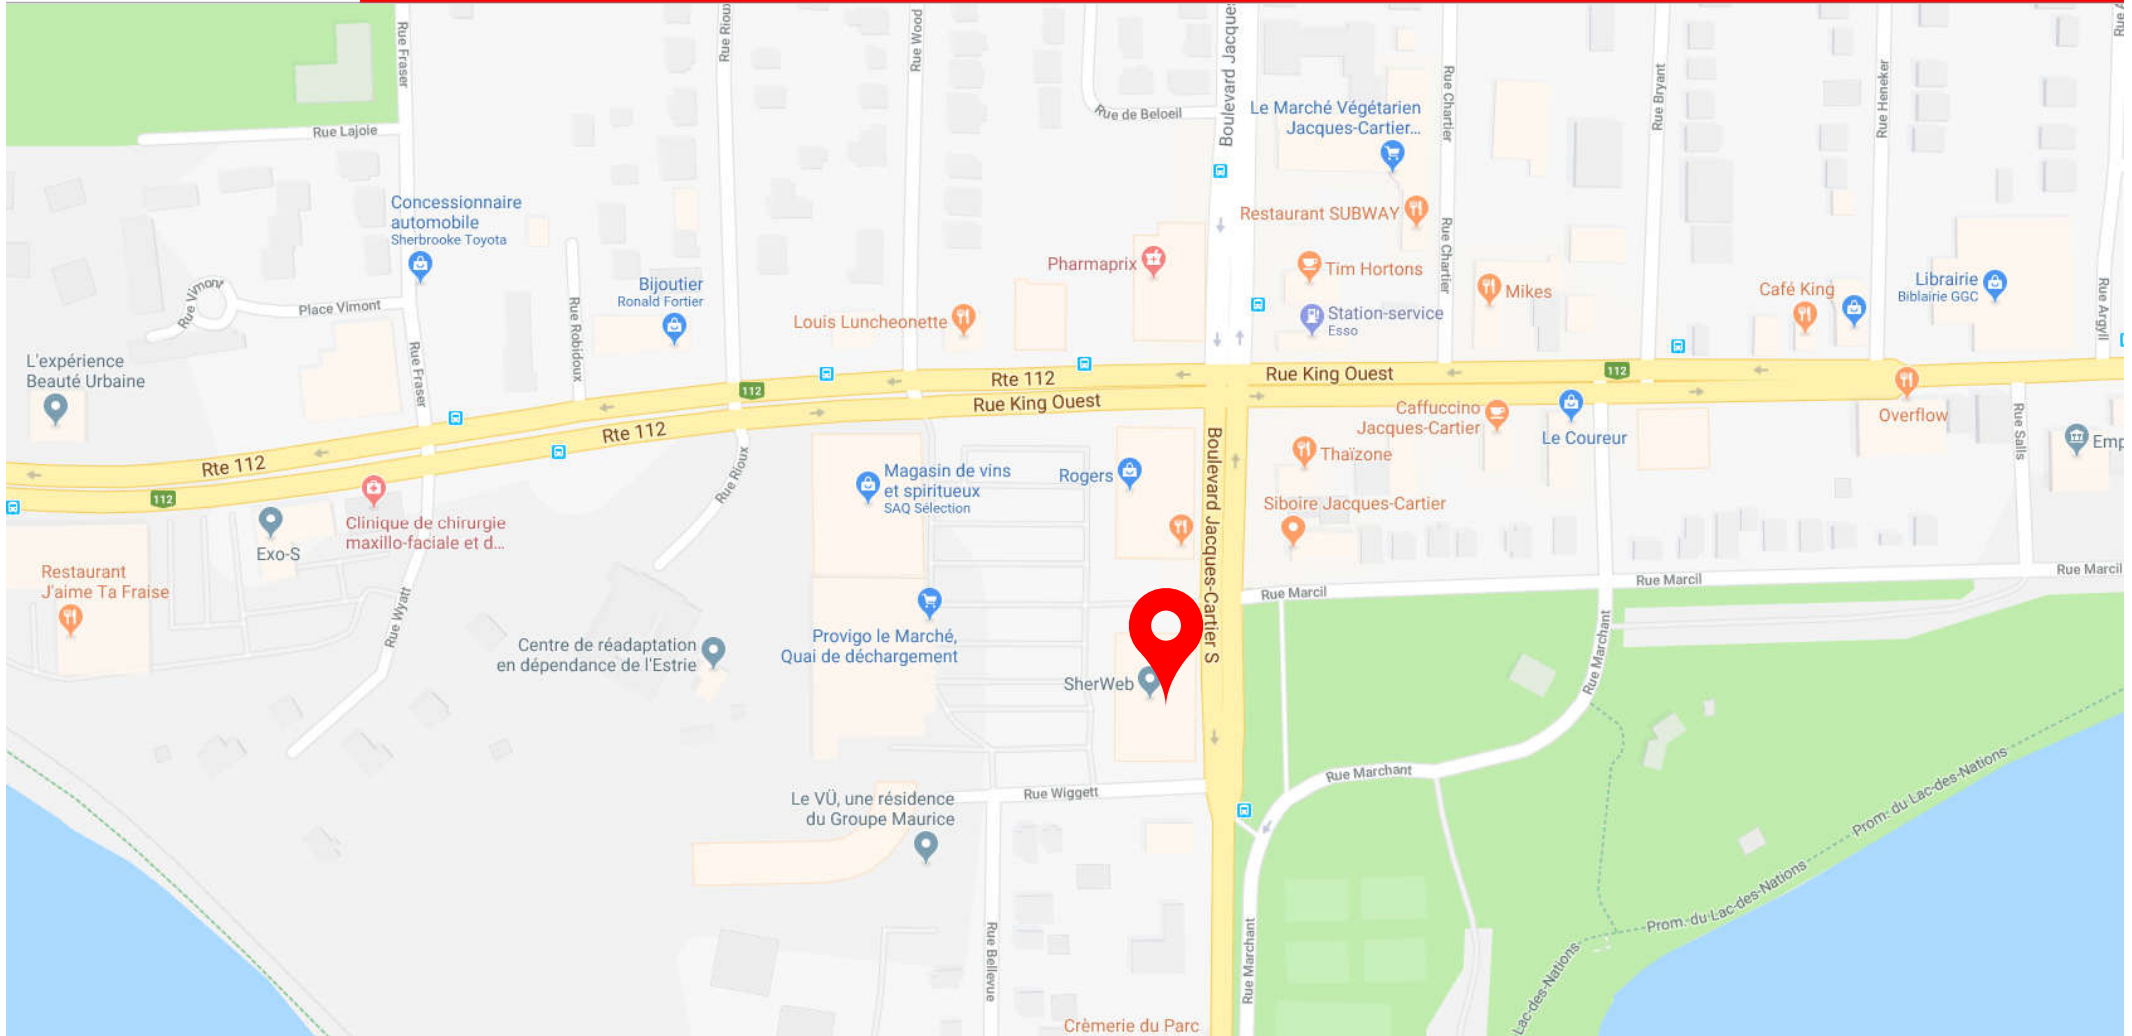 Rue Fraser
Rue Rioux
Rue Wood
Boulevard Jacques
Rue de Beloeil
Rue Lajoie
Le Marché Végétarien
Jacques-Cartier...
Rue Chartier
Rue Bryant
Rue Heneker
Concessionnaire
automobile
Sherbrooke Toyota
Restaurant SUBWAY
Rue Chartier
Pharmaprix
Tim Hortons
Bijoutier
Ronald Fortier
Mikes
Café King
Librairie
Biblairie GGC
Rue Vimont
Place Vimont
Rue Robidoux
Louis Luncheonette
Station-service
Esso
Rue Argyll
L'expérience
Beauté Urbaine
Rue Fraser
112
Rte 112
Rue King Ouest
112
Rue King Ouest
Rte 112
Rte 112
112
Caffuccino
Jacques-Cartier
Le Coureur
Overflow
Rue Sails
Emp
Thaïzone
Boulevard Jacques-Cartier S
Rue Rioux
Magasin de vins
et spiritueux
SAQ Sélection
Rogers
Siboire Jacques-Cartier
Clinique de chirurgie
maxillo-faciale et d...
Exo-S
Restaurant
J'aime Ta Fraise
Rue Wyatt
Rue Marcil
Rue Marcil
Rue Marcil
Centre de réadaptation
en dépendance de l'Estrie
Provigo le Marché,
Quai de déchargement
SherWeb
Rue Marchant
Rue Marchant
Rue Wiggett
Le VÜ, une résidence
du Groupe Maurice
Prom. du Lac-des-Nations
Prom. du Lac-des-Nations
Rue Bellevue
Rue Marchant
Lac-des-Nations
Crèmerie du Parc